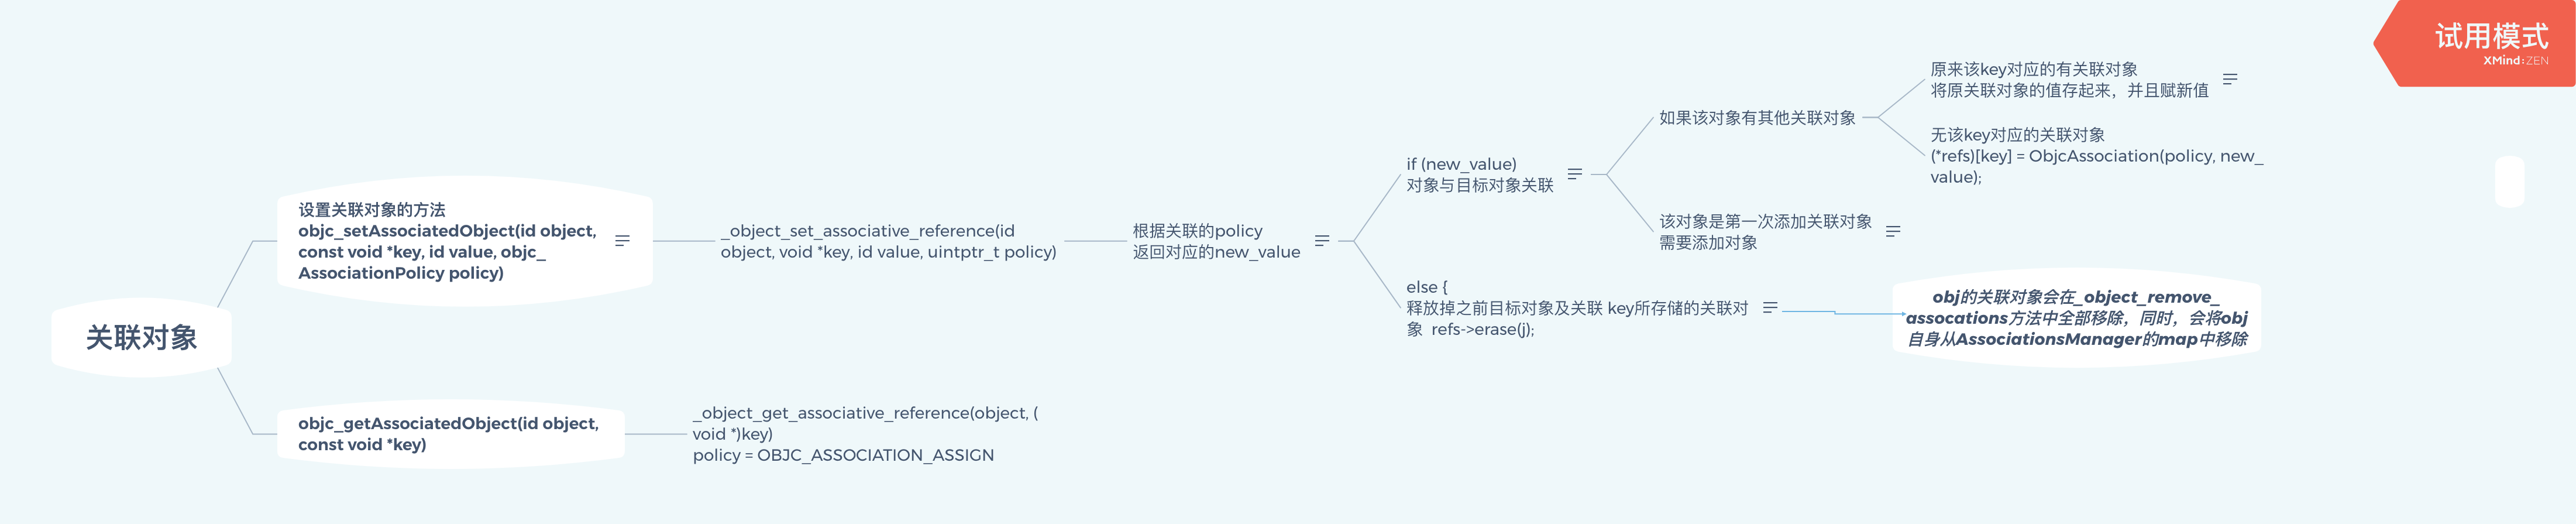 试用模式
XMind:ZEN
关联对象
设置关联对象的方法
objc_setAssociatedObject(id object,
const void *key, id value, objc_
AssociationPolicy policy)
_object_set_associative_reference(id
object, void *key, id value, uintptr_t policy)
根据关联的policy
返回对应的new_value
if (new_value)
对象与目标对象关联
如果该对象有其他关联对象
原来该key对应的有关联对象
将原关联对象的值存起来，并且赋新值
无该key对应的关联对象
(*refs)[key] = ObjcAssociation(policy, new_
value);
该对象是第一次添加关联对象
需要添加对象
else {
释放掉之前目标对象及关联 key所存储的关联对
象  refs->erase(j);
obj的关联对象会在_object_remove_
assocations方法中全部移除，同时，会将obj
自身从AssociationsManager的map中移除
objc_getAssociatedObject(id object,
const void *key)
_object_get_associative_reference(object, (
void *)key)
policy = OBJC_ASSOCIATION_ASSIGN